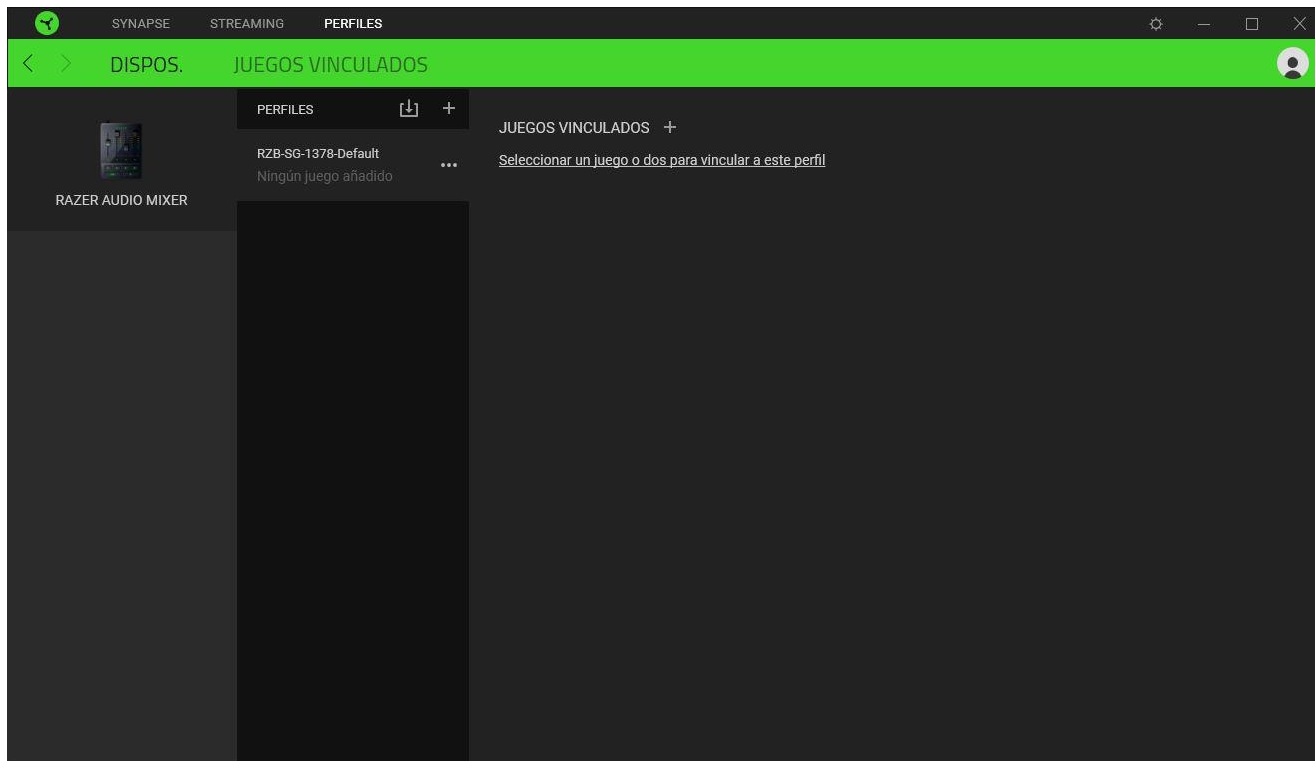 SYNAPSE STREAMING PERFILES
DISPOS. JUEGOS VINCULADOS
RAZER AUDIO MIXER
PERFILES
RZB-SG-1378-Default
Ningún juego añadido
JUEGOS VINCULADOS
Seleccionar un juego o dos para vincular a este perfil